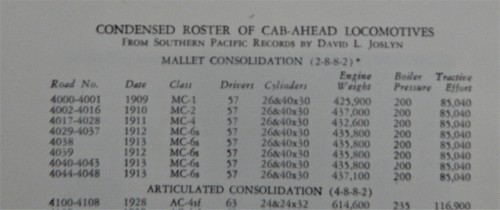 CONDENSED ROSTER OF CAB-AHEAD LOCOMOTIVES
FROM SOUTHERN PACIFIC RECORDS BY DAVID L. JOSLYN
MALLET CONSOLIDATION (2-8-8-2)*
Engine Boiler Tractive
Road No. Date Class Drivers Cylinders Weight Pressure Effort
4000-4001 1909 MC-1 57 26&40x30 425,900 200 85,040
4002-4016 1910 MC-2 57 26&40x30 437,000 200 85,040
4017-4028 1911 MC-4 57 26&40x30 432,600 200 85,040
4029-4037 1912 MC-6s 57 26&40x30 435,800 200 85,040
4038 1913 MC-6s 57 26&40x30 435,800 200 85,040
4039 1912 MC-6s 57 26&40x30 435,800 200 85,040
4040-4043 1913 MC-6s 57 26&40x30 435,800 200 85,040
4044-4048 1913 MC-6s 57 26&40x30 437,100 200 85,040
ARTICULATED CONSOLIDATION (4-8-8-2)
4100-4108 1928 AC-4sf 63 24&24x32 614,600 235 116,900